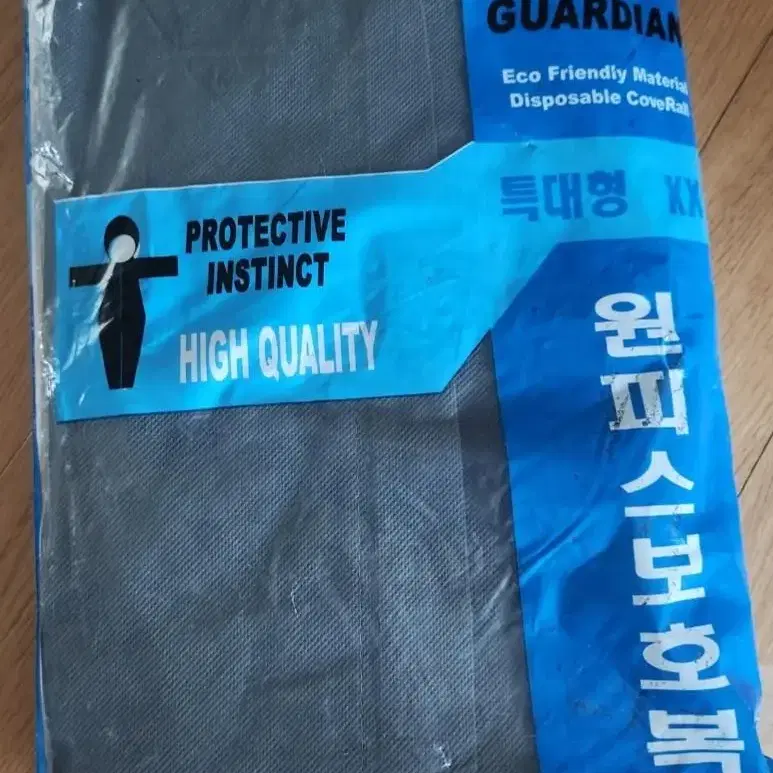 GUARDIAN
Eco Friendly Material
Disposable CoveRall
특대형 XX
PROTECTIVE
INSTINCT
HIGH QUALITY
원피스보호복